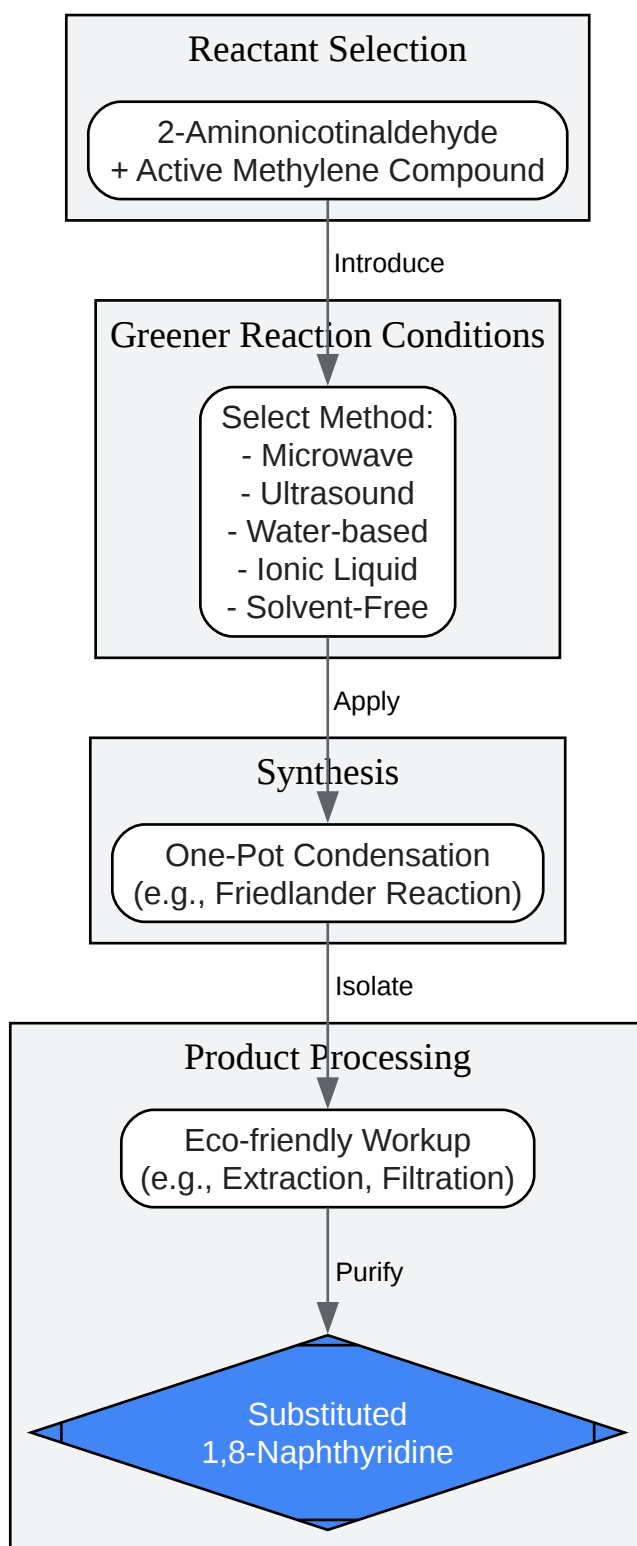 Reactant Selection
2-Aminonicotinaldehyde
+ Active Methylene Compound
Introduce
Greener Reaction Conditions
Select Method:
- Microwave
- Ultrasound
- Water-based
- Ionic Liquid
- Solvent-Free
Apply
Synthesis
One-Pot Condensation
(e.g., Friedlander Reaction)
Isolate
Product Processing
Eco-friendly Workup
(e.g., Extraction, Filtration)
Purify
Substituted
1,8-Naphthyridine